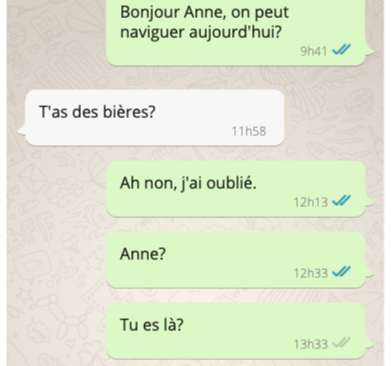 Bonjour Anne, on peut
naviguer aujourd'hui?
9h41
T'as des bières?
11h58
Ah non, j'ai oublié.
12h13
Anne?
12h33
Tu es là?
13h33